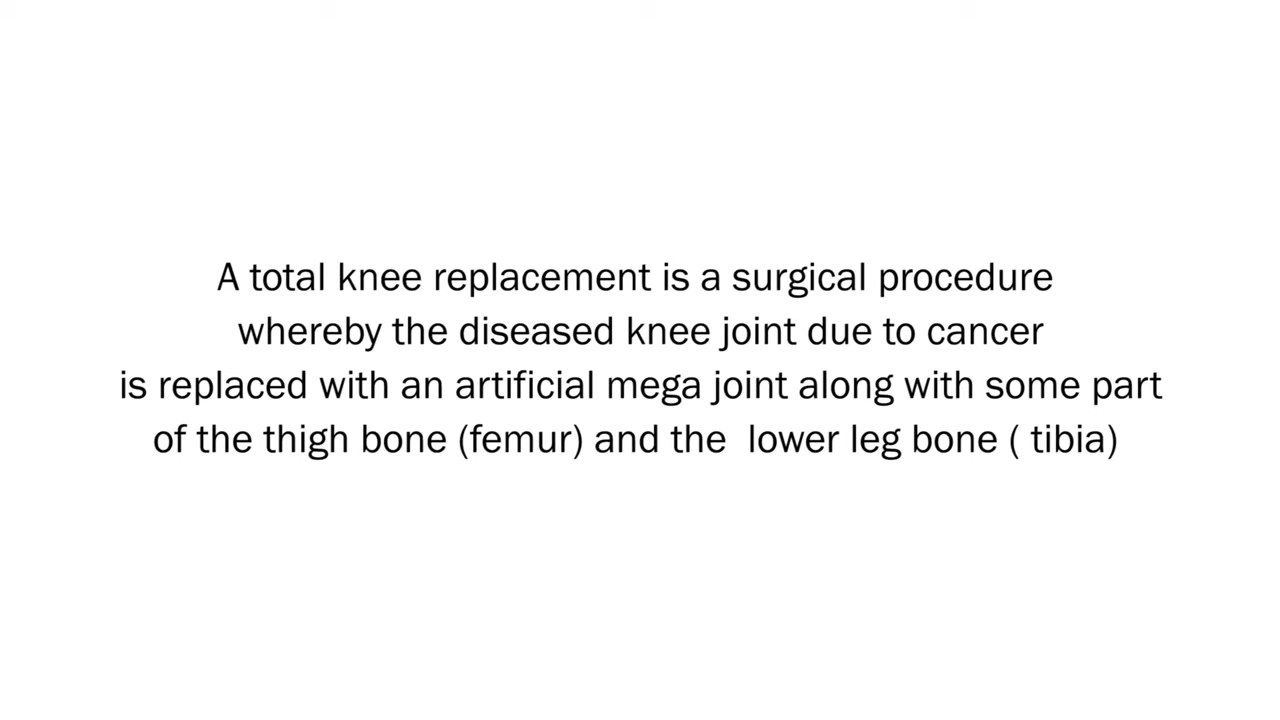 A total knee replacement is a surgical procedure
whereby the diseased knee joint due to cancer
is replaced with an artificial mega joint along with some part
of the thigh bone (femur) and the  lower leg bone ( tibia)